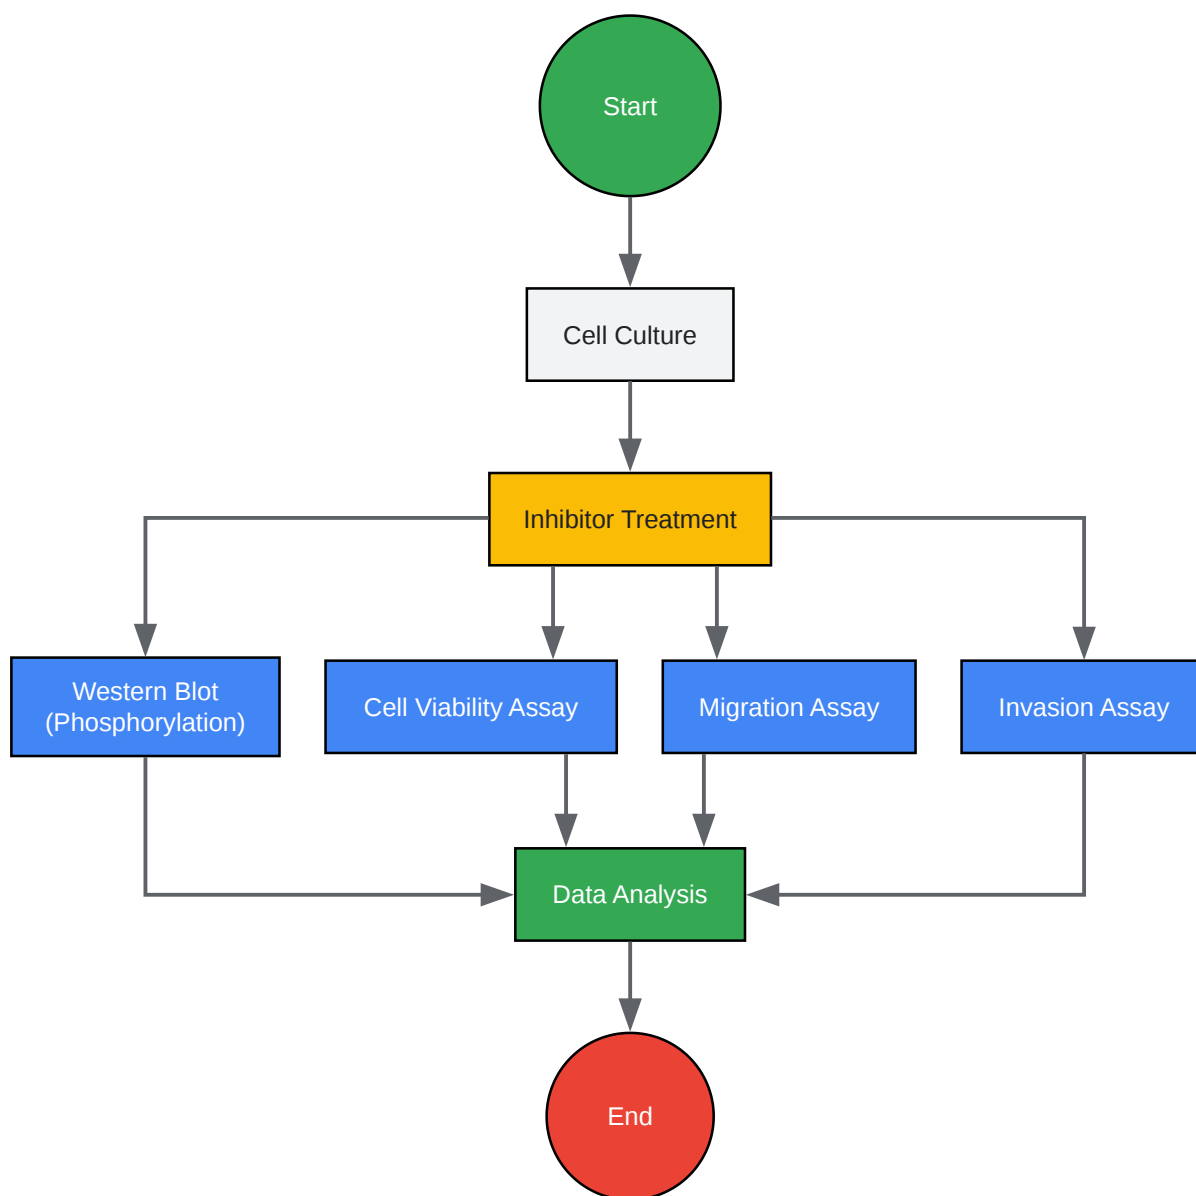 Start
Cell Culture
Inhibitor Treatment
Western Blot
(Phosphorylation)
Cell Viability Assay
Migration Assay
Invasion Assay
Data Analysis
End